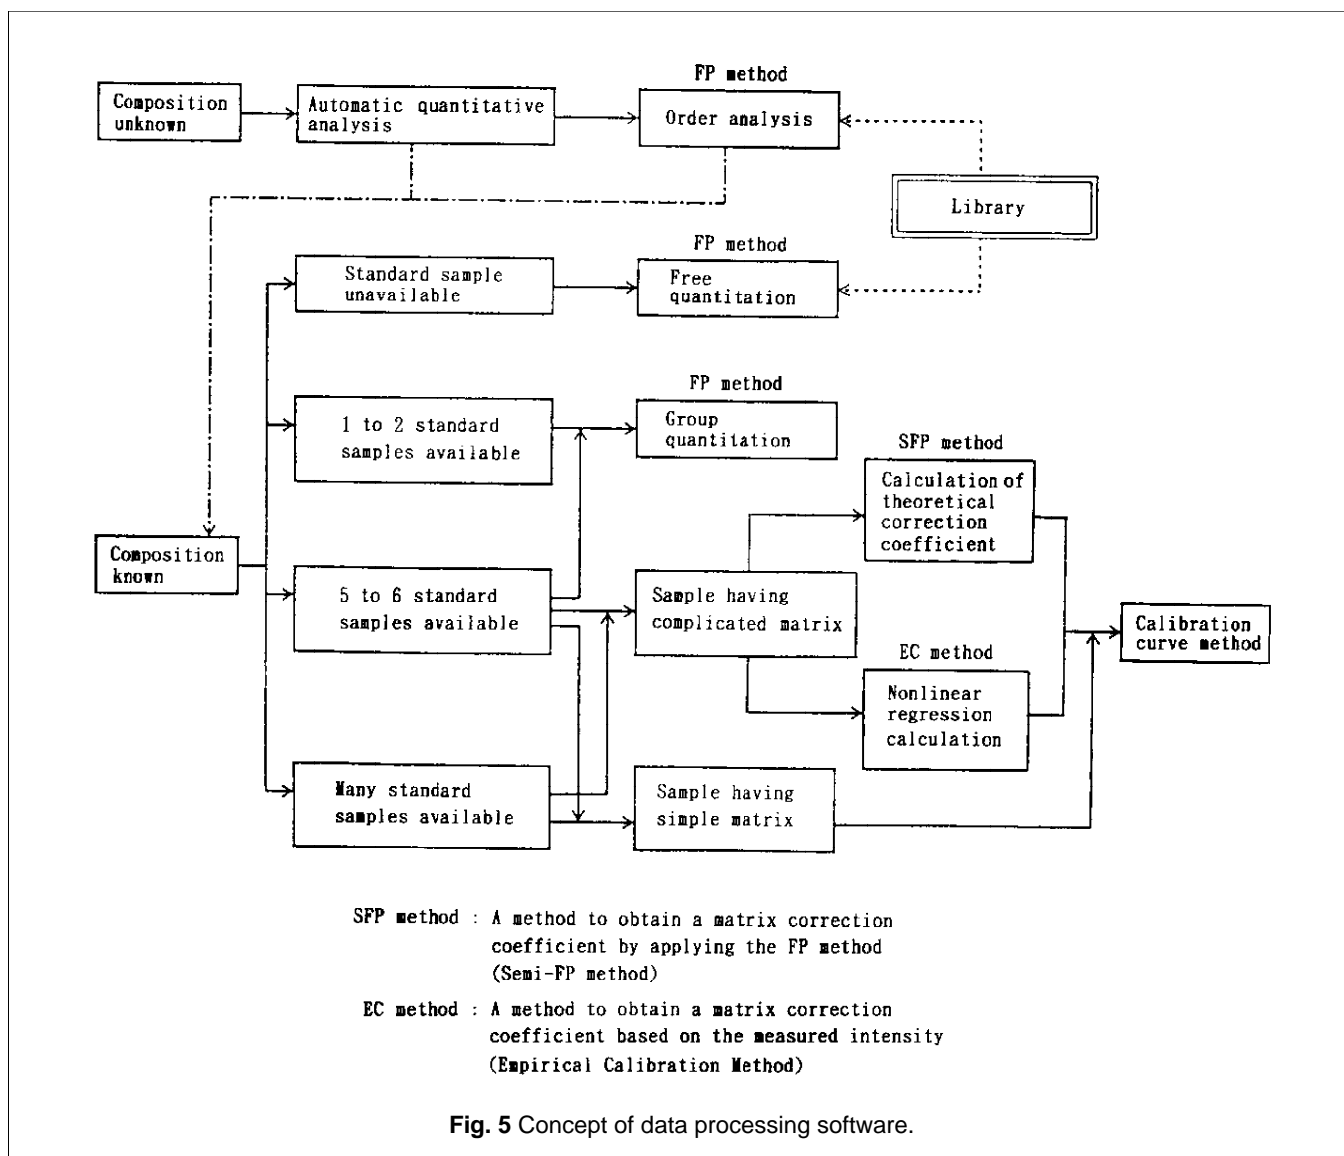 FP method
Composition
unknown
Automatic quantitative
analysis
Order analysis
Library
FP method
Standard sample
unavailable
Free
quantitation
FP method
1 to 2 standard
samples available
Group
quantitation
SFP method
Calculation of
theoretical
correction
coefficient
Composition
known
5 to 6 standard
samples available
Sample having
complicated matrix
Calibration
curve method
EC method
Nonlinear
regression
calculation
Many standard
samples available
Sample having
simple matrix
SFP method : A method to obtain a matrix correction
coefficient by applying the FP method
(Semi-FP method)
EC method : A method to obtain a matrix correction
coefficient based on the measured intensity
(Empirical Calibration Method)
Fig. 5 Concept of data processing software.